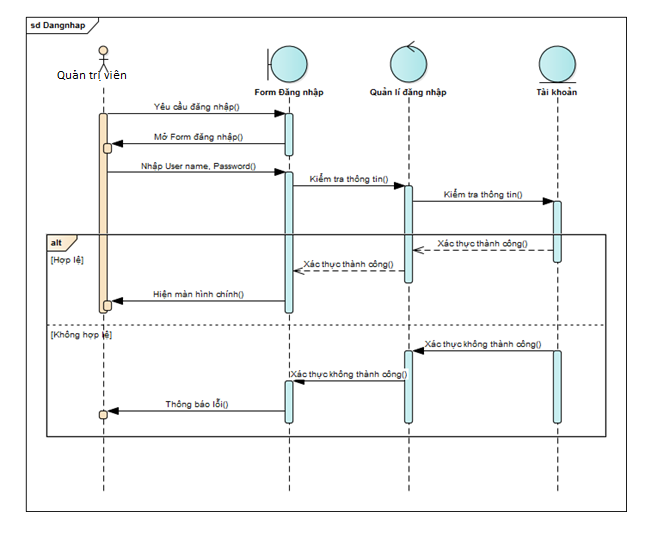 sd Dangnhap
Quản trị viên
Form Đăng nhập
Quản lí đăng nhập
Tài khoản
Yêu cầu đăng nhập()
Mở Form đăng nhập()
Nhập User name, Password()
Kiểm tra thông tin()
Kiểm tra thông tin()
alt
Xác thực thành công()
[Hợp lệ]
Xác thực thành công()
Hiện màn hình chính()
[Không hợp lệ]
Xác thực không thành công()
Xác thực không thành công()
Thông báo lỗi()